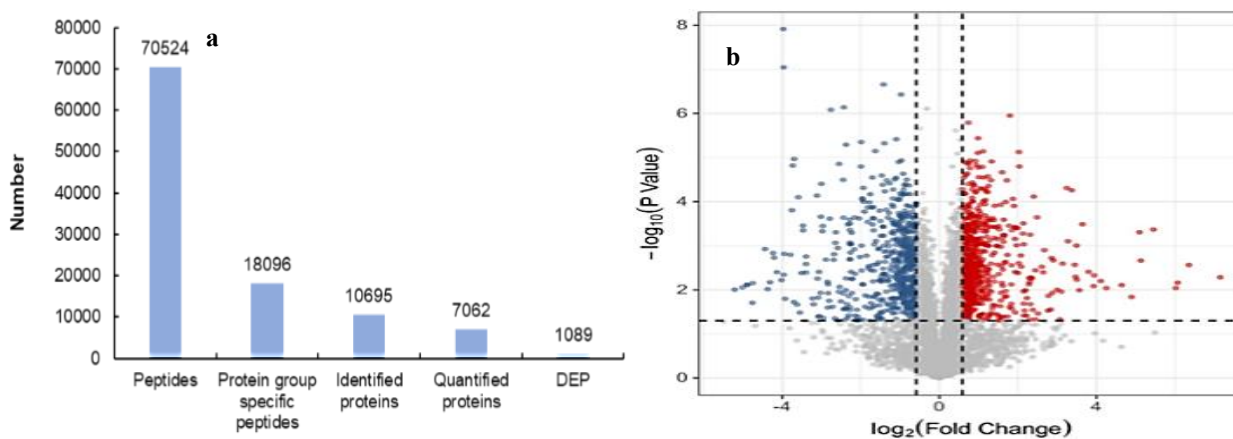 a
Number
80000
70000
60000
50000
40000
30000
20000
10000
0
70524
18096
10695
7062
1089
Peptides
Protein group
specific
peptides
Identified
proteins
Quantified
proteins
DEP
b
-log10(P Value)
8
6
4
2
0
-4
0
4
log2(Fold Change)